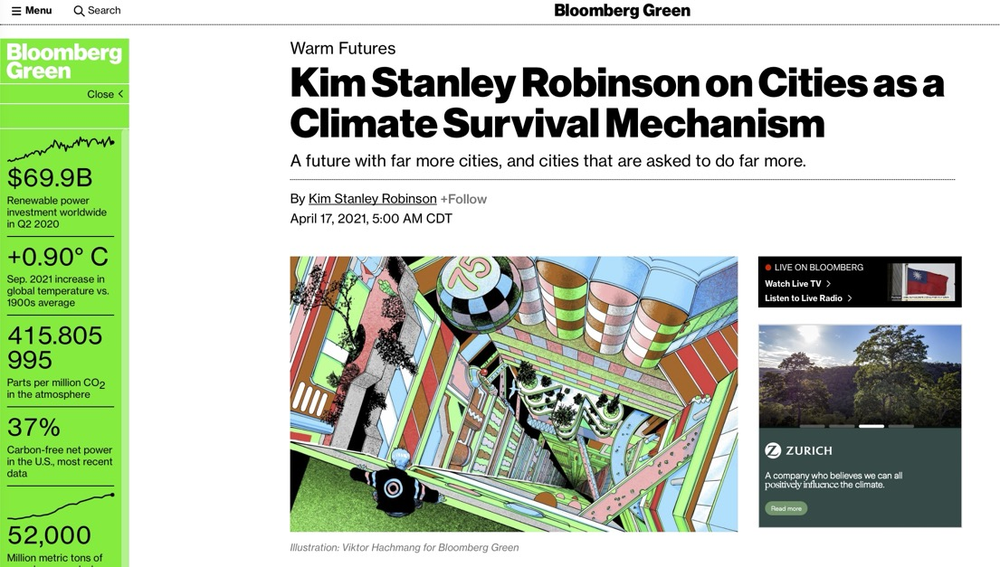 Menu
Search
Bloomberg Green
Bloomberg
Green
Close
$69.9B
Renewable power
investment worldwide
in Q2 2020
+0.90° C
Sep. 2021 increase in
global temperature vs.
1900s average
415.805
995
Parts per million CO2
in the atmosphere
37%
Carbon-free net power
in the U.S., most recent
data
52,000
Million metric tons of
Warm Futures
Kim Stanley Robinson on Cities as a
Climate Survival Mechanism
A future with far more cities, and cities that are asked to do far more.
By Kim Stanley Robinson +Follow
April 17, 2021, 5:00 AM CDT
75
Illustration: Viktor Hachmang for Bloomberg Green
LIVE ON BLOOMBERG
Watch Live TV
Listen to Live Radio
ZURICH
A company who believes we can all
positively influence the climate.
Read more